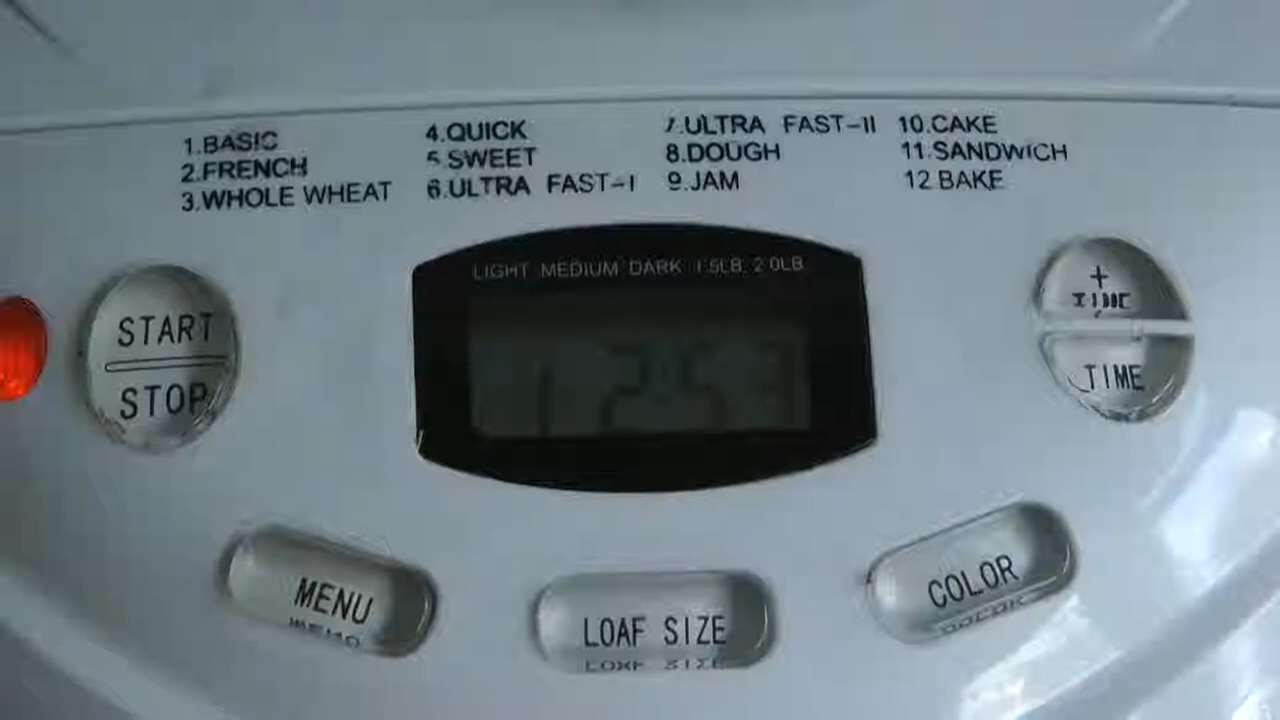 1.BASIC
2.FRENCH
3.WHOLE WHEAT
4.QUICK
5.SWEET
6.ULTRA FAST-I
7.ULTRA FAST-II
8.DOUGH
9.JAM
10.CAKE
11.SANDWICH
12.BAKE
LIGHT MEDIUM DARK 1.5LB 2.0LB
START
STOP
+
TIME
TIME
MENU
LOAF SIZE
COLOR